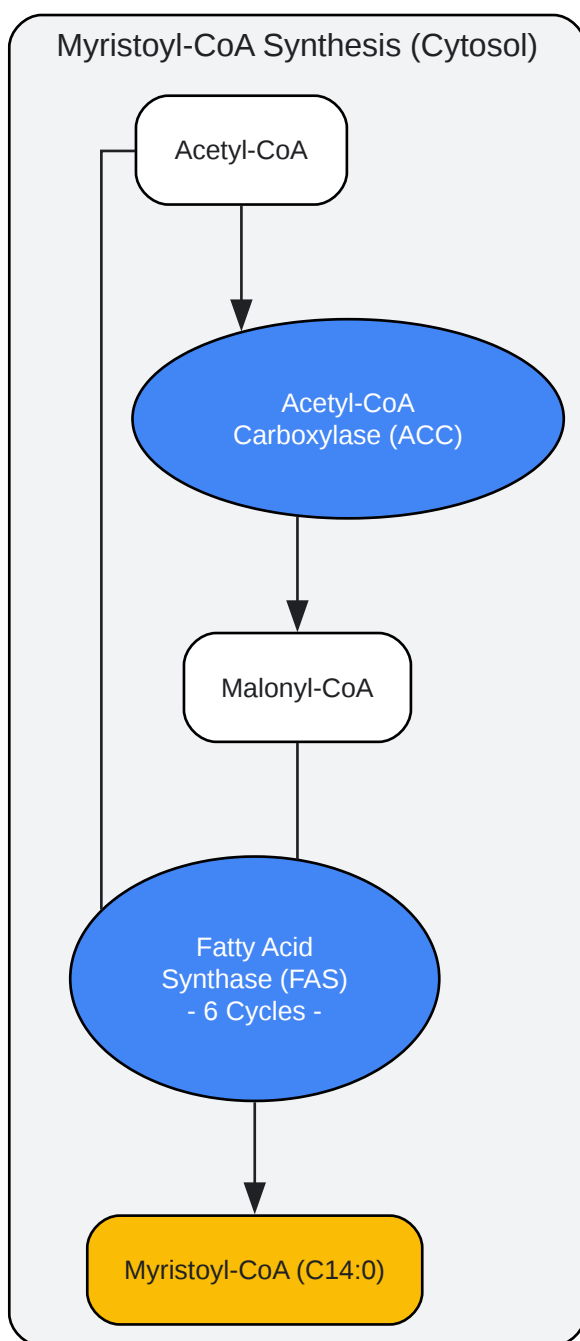 Myristoyl-CoA Synthesis (Cytosol)
Acetyl-CoA
Acetyl-CoA
Carboxylase (ACC)
Malonyl-CoA
Fatty Acid
Synthase (FAS)
- 6 Cycles -
Myristoyl-CoA (C14:0)